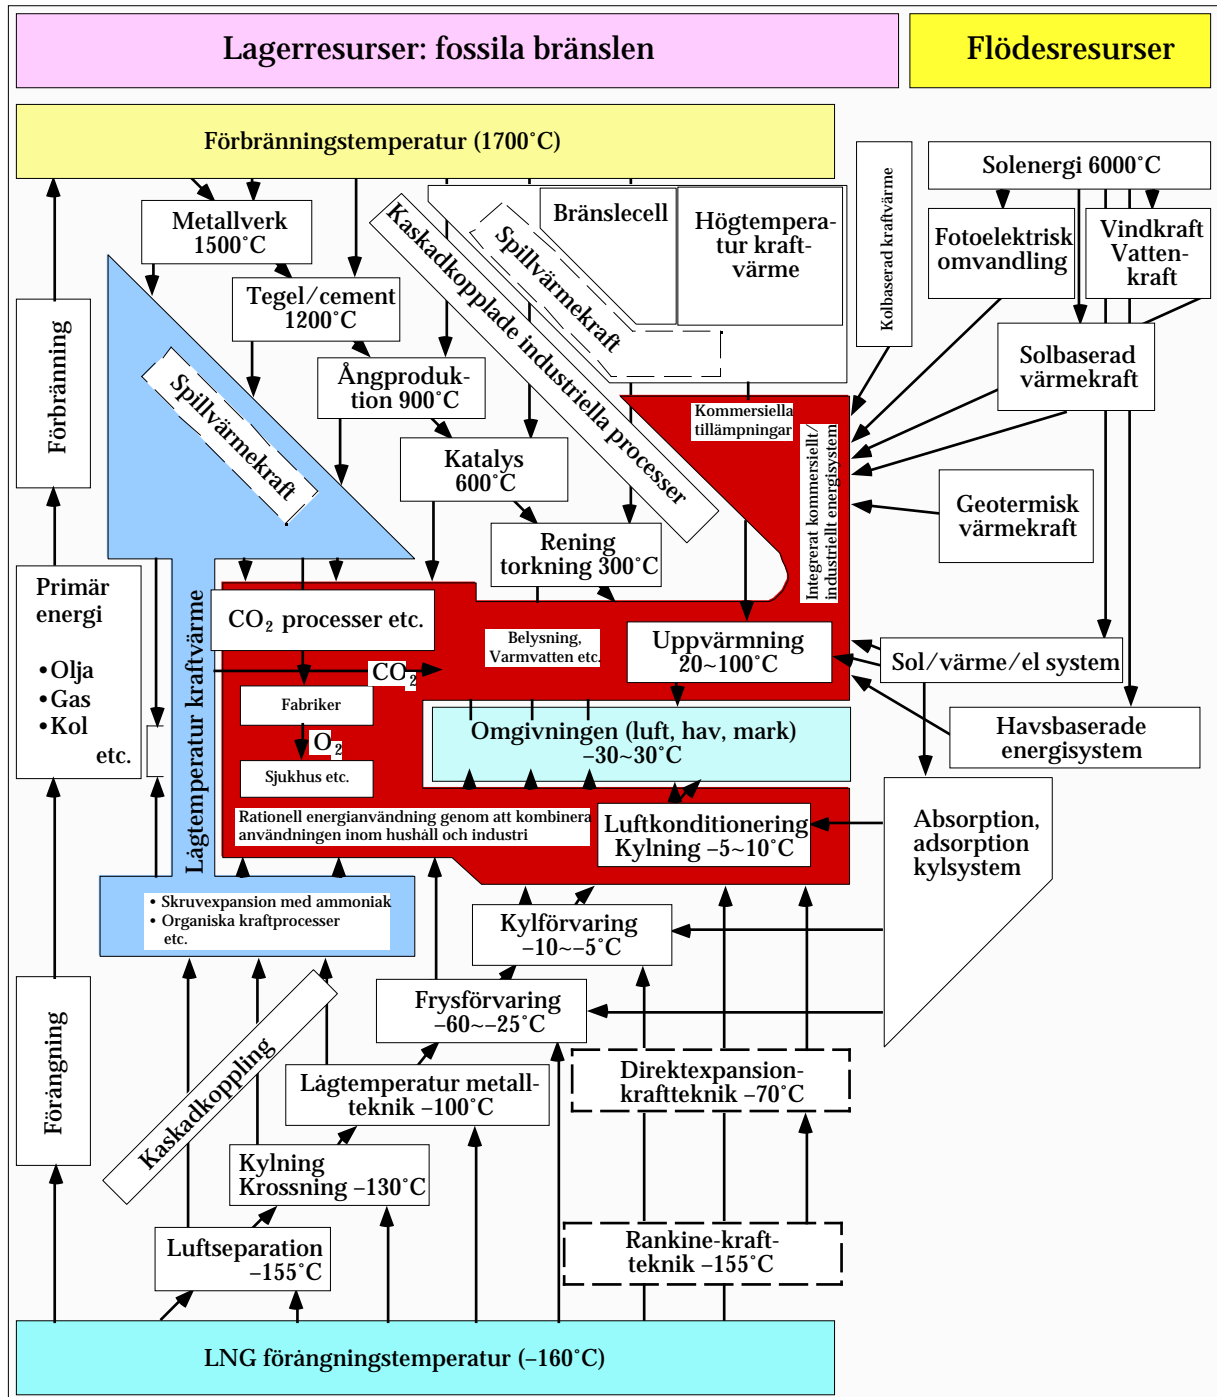 Lagerresurser: fossila bränslen
Flödesresurser
Förbränningstemperatur (1700˚C)
Solenergi 6000˚C
Metallverk
1500˚C
Tegel/cement
1200˚C
Ångproduk-
tion 900˚C
Katalys
600˚C
Rening
torkning 300˚C
Kaskadkopplade industriella processer
Spillvärmekraft
Bränslecell
Högtempera-
tur kraft-
värme
Kolbaserad kraftvärme
Fotoelektrisk
omvandling
Vindkraft
Vatten-
kraft
Solbaserad
värmekraft
Geotermisk
värmekraft
Förbränning
Spillvärmekraft
Kommersiella
tillämpningar
Integrerat kommersiellt/
industriellt energisystem
Primär
energi
•Olja
•Gas
•Kol
etc.
Lågtemperatur kraftvärme
CO2 processer etc.
CO2
Belysning,
Varmvatten etc.
Uppvärmning
20~100˚C
Sol/värme/el system
Fabriker
O2
Sjukhus etc.
Omgivningen (luft, hav, mark)
–30~30˚C
Havsbaserade
energisystem
Rationell energianvändning genom att kombinera
användningen inom hushåll och industri
Luftkonditionering
Kylning –5~10˚C
Absorption,
adsorption
kylsystem
• Skruvexpansion med ammoniak
• Organiska kraftprocesser
etc.
Kylförvaring
–10~–5˚C
Frysförvaring
–60~–25˚C
Förångning
Kaskadkoppling
Lågtemperatur metall-
teknik –100˚C
Direktexpansion-
kraftteknik –70˚C
Kylning
Krossning –130˚C
Luftseparation
–155˚C
Rankine-kraft-
teknik –155˚C
LNG förångningstemperatur (–160˚C)